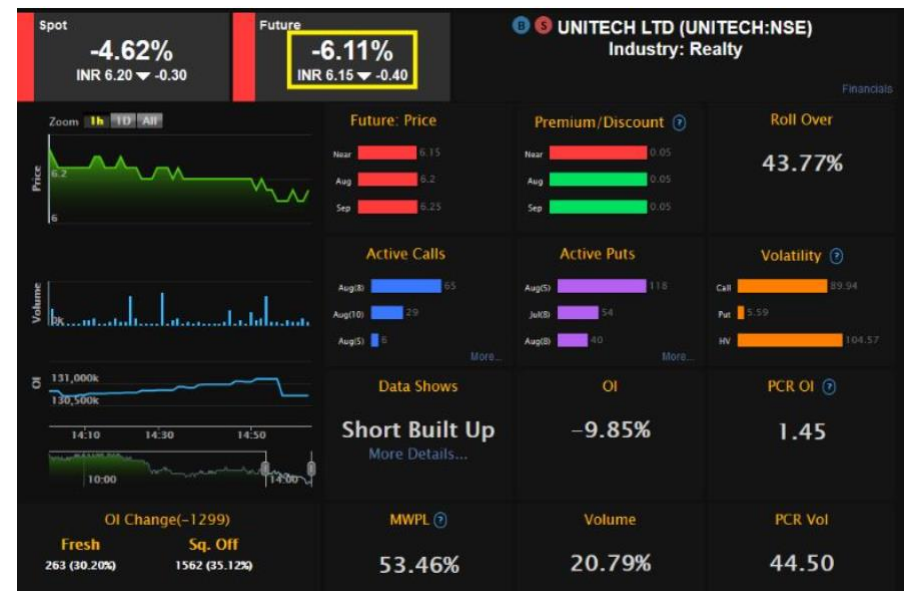 Spot
-4.62%
INR 6.20 ▼ -0.30
Future
-6.11%
INR 6.15 ▼ -0.40
B S UNITECH LTD (UNITECH:NSE)
Industry: Realty
Financials
Zoom 1h 1D All
Price
6.2
6
Volume
0k
OI
131,000k
130,500k
14:10 14:30 14:50
10:00 14:00
Future: Price
Near 6.15
Aug 6.2
Sep 6.25
Premium/Discount ?
Near 0.05
Aug 0.05
Sep 0.05
Roll Over
43.77%
Active Calls
Aug(8) 65
Aug(10) 29
Aug(5) 6
More...
Active Puts
Aug(5) 118
Jul(8) 54
Aug(8) 40
More...
Volatility ?
Call 89.94
Put 5.59
HV 104.57
Data Shows
Short Built Up
More Details...
OI
-9.85%
PCR OI ?
1.45
OI Change(-1299)
Fresh Sq. Off
263 (30.20%) 1562 (35.12%)
MWPL ?
53.46%
Volume
20.79%
PCR Vol
44.50